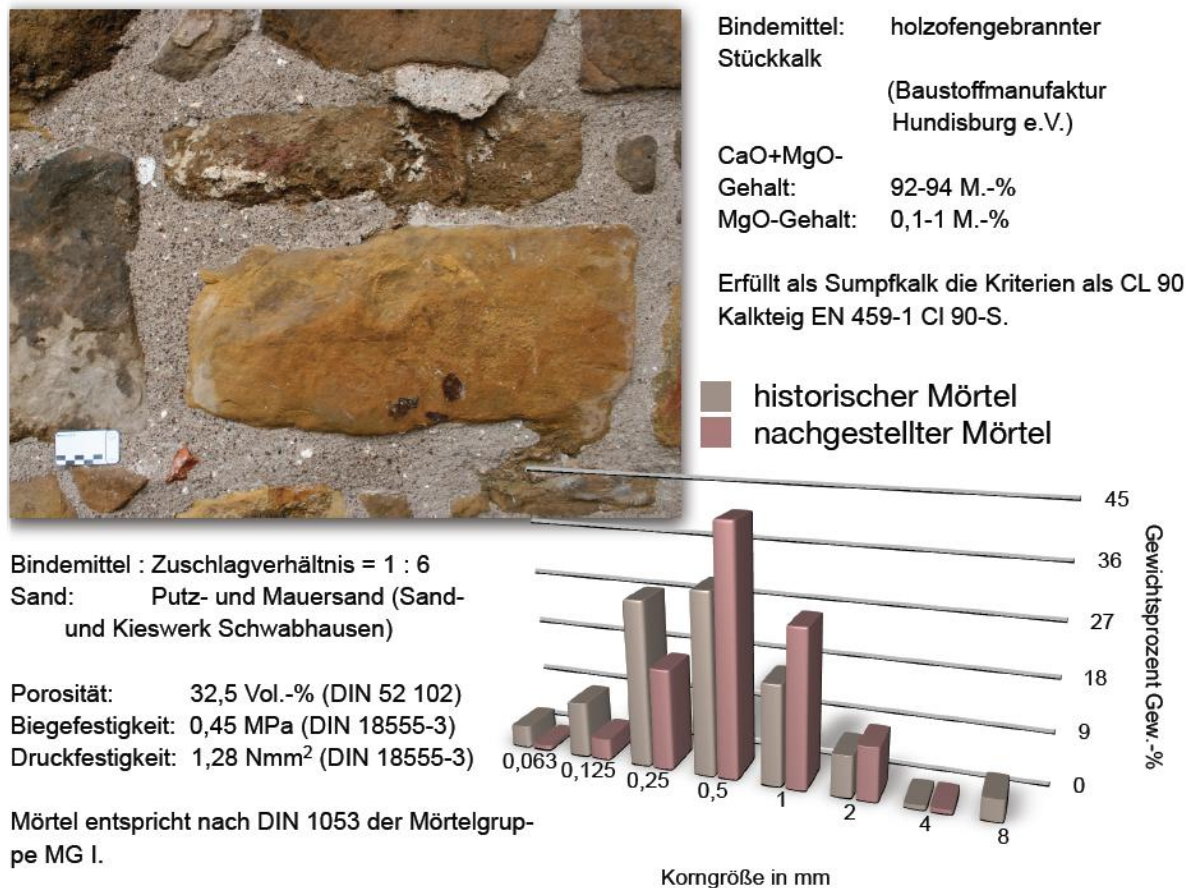 Bindemittel: holzofengebrannter
Stückkalk
(Baustoffmanufaktur
Hundisburg e.V.)
CaO+MgO-
Gehalt: 92-94 M.-%
MgO-Gehalt: 0,1-1 M.-%
Erfüllt als Sumpfkalk die Kriterien als CL 90
Kalkteig EN 459-1 Cl 90-S.
historischer Mörtel
nachgestellter Mörtel
Bindemittel : Zuschlagverhältnis = 1 : 6
Sand: Putz- und Mauersand (Sand-
und Kieswerk Schwabhausen)
Porosität: 32,5 Vol.-% (DIN 52 102)
Biegefestigkeit: 0,45 MPa (DIN 18555-3)
Druckfestigkeit: 1,28 Nmm² (DIN 18555-3)
Mörtel entspricht nach DIN 1053 der Mörtelgrup-
pe MG I.
45
36
27
18
9
0
Gewichtsprozent Gew.-%
0,063
0,125
0,25
0,5
1
2
4
8
Korngröße in mm